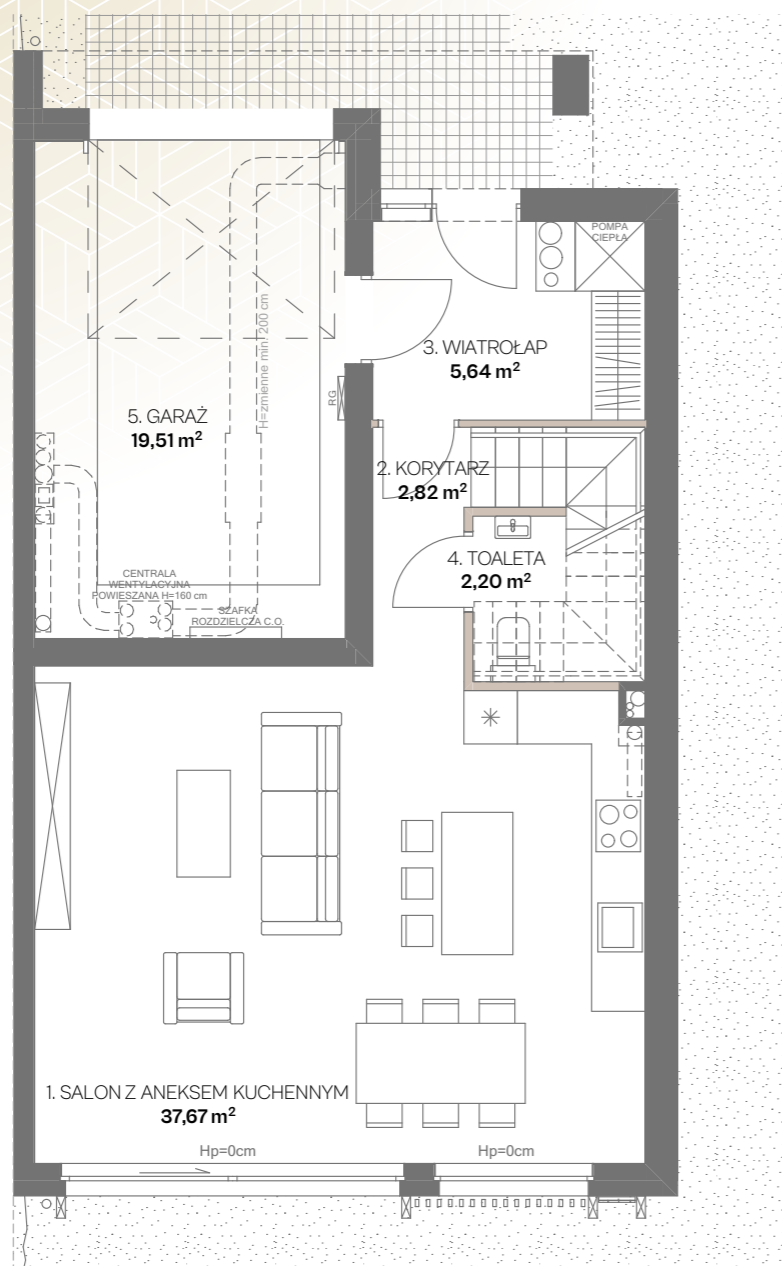 POMPA
CIEPŁA
3. WIATROŁAP
5,64 m²
H=zmienne min. 200 cm
RG
5. GARAŻ
19,51 m²
2. KORYTARZ
2,82 m²
4. TOALETA
2,20 m²
CENTRALA
WENTYLACYJNA
POWIESZANA H=160 cm
SZAFKA
ROZDZIELCZA C.O.
1. SALON Z ANEKSEM KUCHENNYM
37,67 m²
Hp=0cm
Hp=0cm